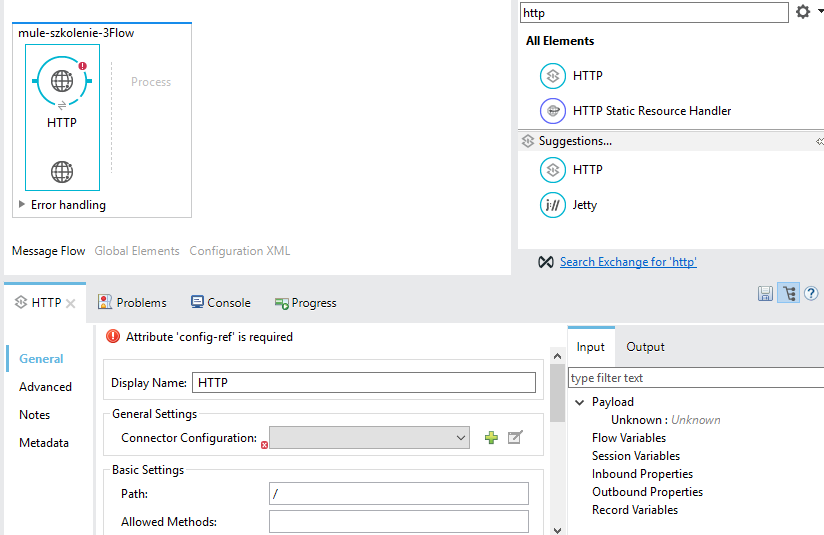 mule-szkolenie-3Flow
HTTP
Process
Error handling
Message Flow Global Elements Configuration XML
http
All Elements
HTTP
HTTP Static Resource Handler
Suggestions...
HTTP
j:// Jetty
Search Exchange for 'http'
HTTP Problems Console Progress
General
Advanced
Notes
Metadata
Attribute 'config-ref' is required
Display Name: HTTP
General Settings
Connector Configuration:
Basic Settings
Path: /
Allowed Methods:
Input Output
type filter text
Payload
Unknown : Unknown
Flow Variables
Session Variables
Inbound Properties
Outbound Properties
Record Variables